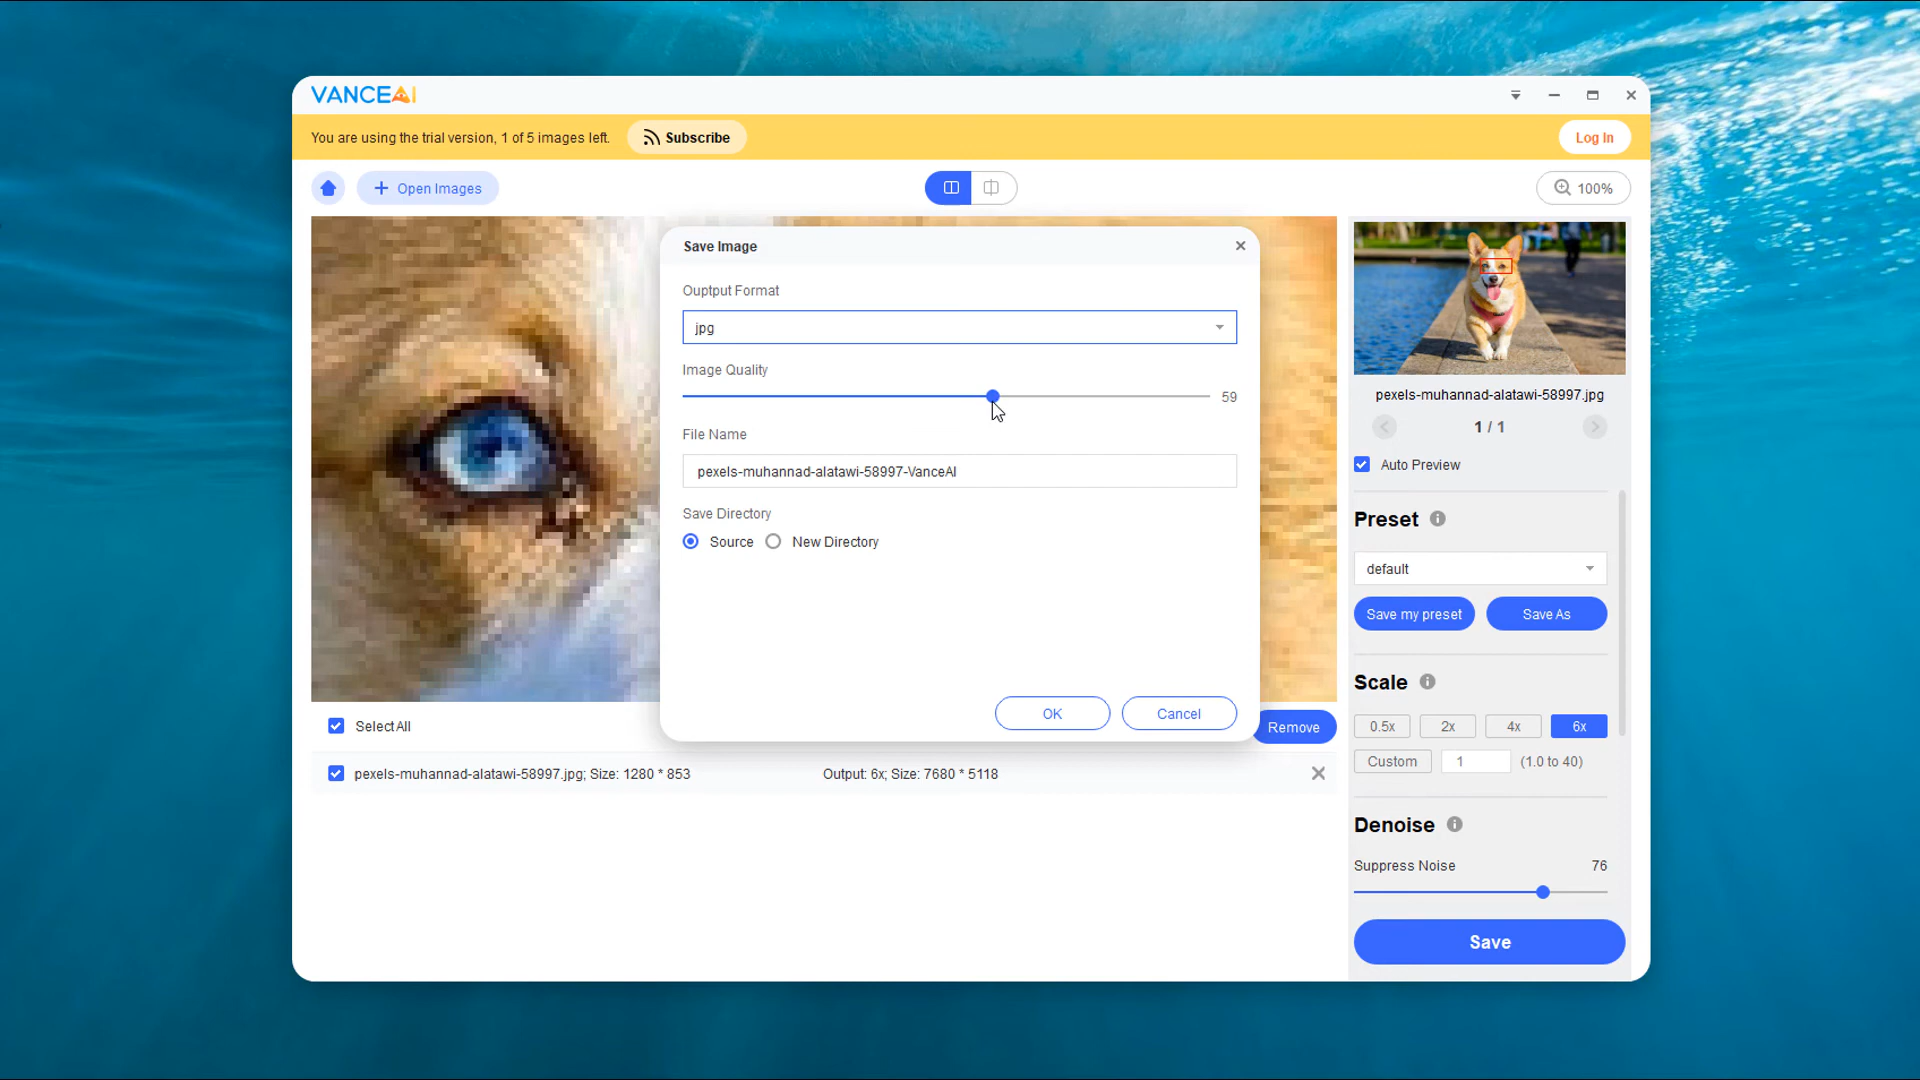 VANCEAI
You are using the trial version, 1 of 5 images left.
Subscribe
Log In
Open Images
100%
Save Image
Ouptput Format
jpg
Image Quality
59
File Name
pexels-muhannad-alatawi-58997-VanceAI
Save Directory
Source
New Directory
OK
Cancel
Select All
Remove
pexels-muhannad-alatawi-58997.jpg; Size: 1280 * 853
Output: 6x; Size: 7680 * 5118
pexels-muhannad-alatawi-58997.jpg
1 / 1
Auto Preview
Preset
default
Save my preset
Save As
Scale
0.5x
2x
4x
6x
Custom
1
(1.0 to 40)
Denoise
Suppress Noise
76
Save